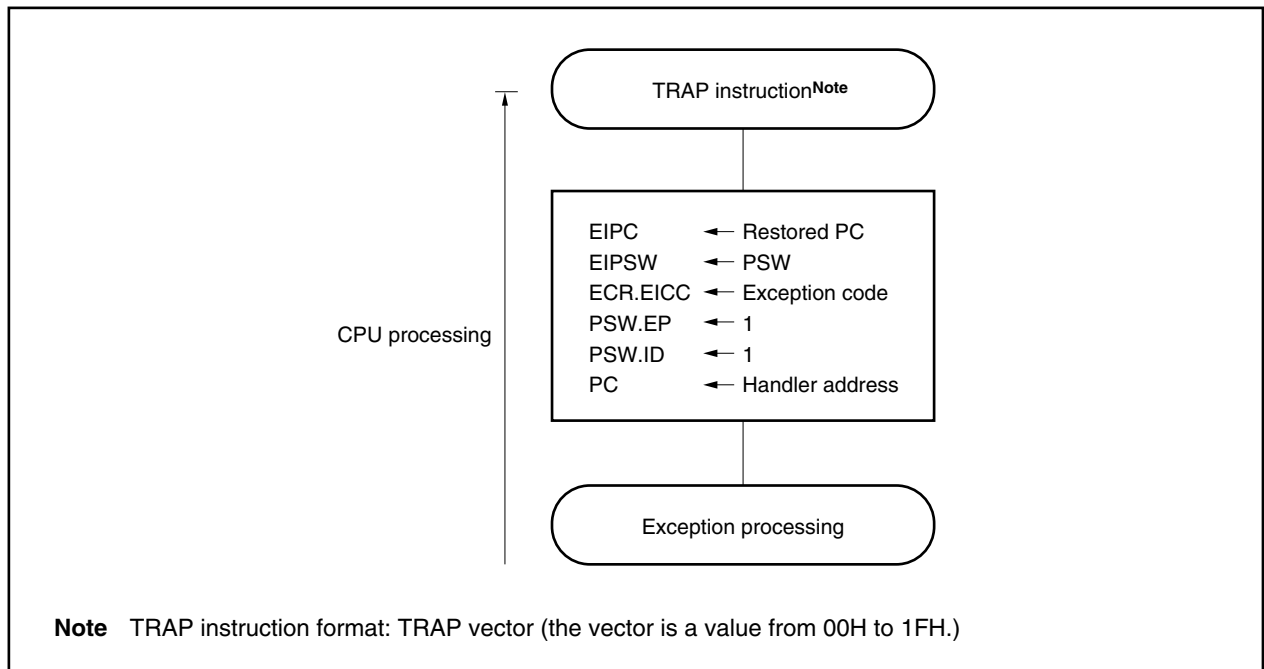 TRAP instructionNote
EIPC ← Restored PC
EIPSW ← PSW
ECR.EICC ← Exception code
PSW.EP ← 1
PSW.ID ← 1
PC ← Handler address
CPU processing
Exception processing
Note TRAP instruction format: TRAP vector (the vector is a value from 00H to 1FH.)